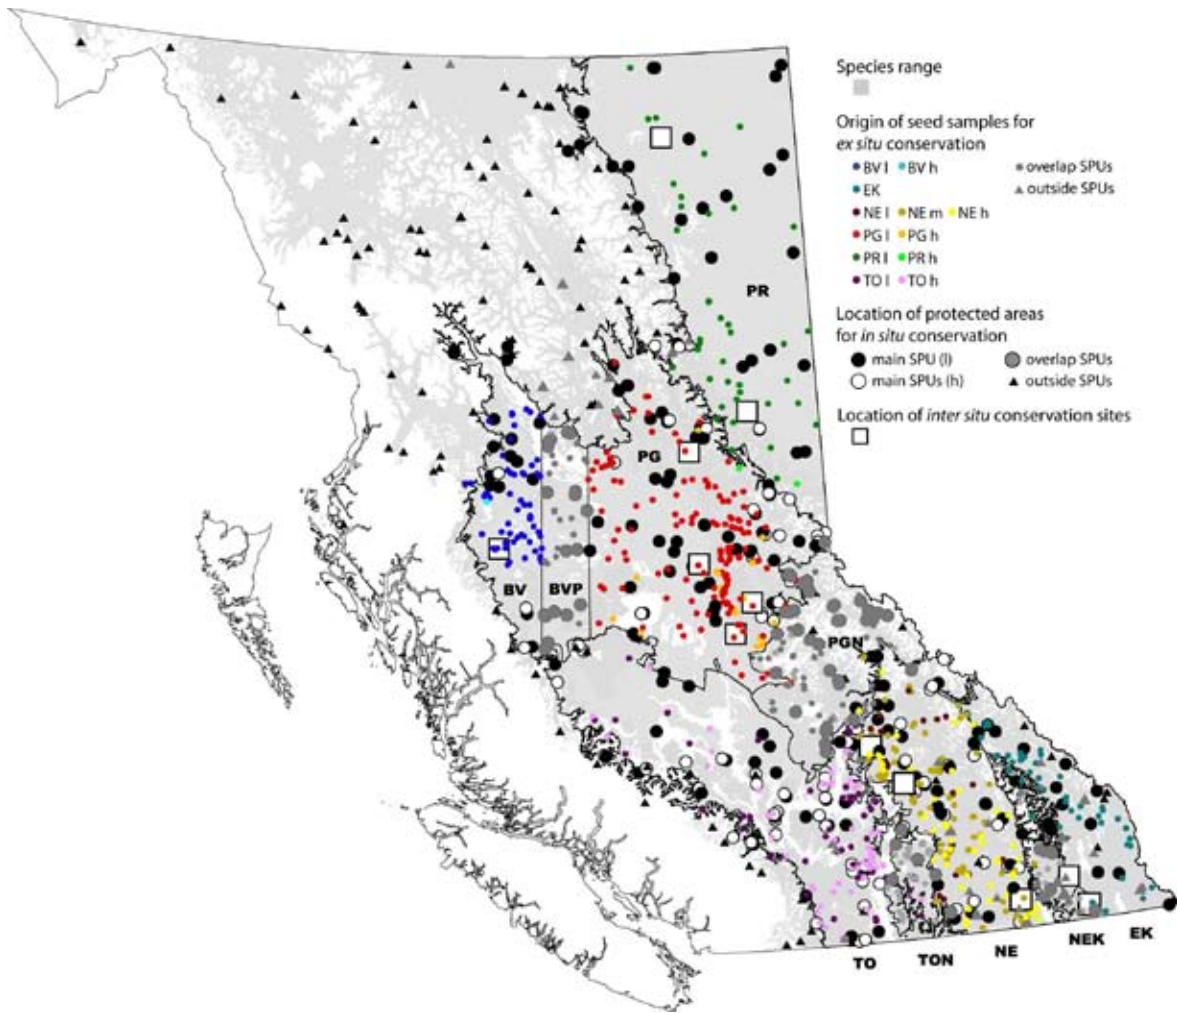 Species range
Origin of seed samples for
ex situ conservation
BV l BV h overlap SPUs
EK outside SPUs
NE l NE m NE h
PG l PG h
PR l PR h
TO l TO h
PR
Location of protected areas
for in situ conservation
main SPU (l) overlap SPUs
main SPUs (h) outside SPUs
Location of inter situ conservation sites
PG
BV BVP
PGN
TO TON NE NEK EK